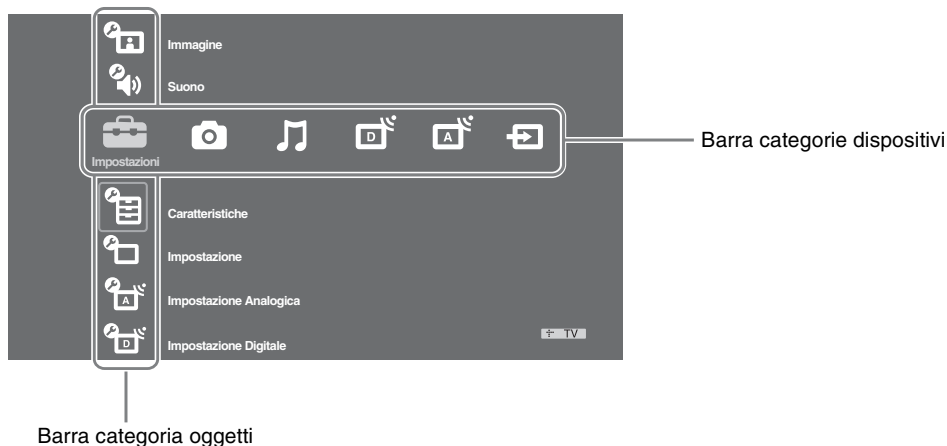 Immagine
Suono
D
A
Impostazioni
Barra categorie dispositivi
Caratteristiche
Impostazione
A
Impostazione Analogica
D
Impostazione Digitale
÷ TV
Barra categoria oggetti